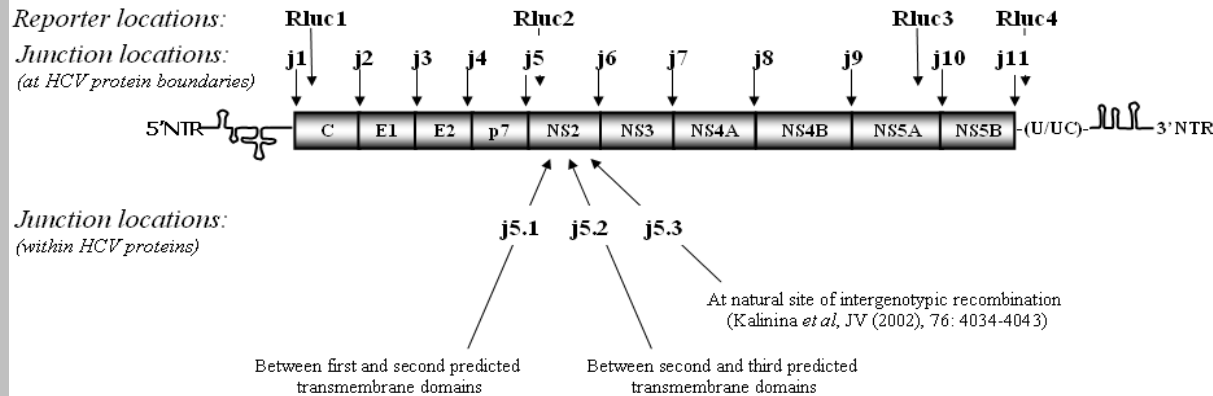 Reporter locations: Rluc1 Rluc2 Rluc3 Rluc4
Junction locations: j1 j2 j3 j4 j5 j6 j7 j8 j9 j10 j11
(at HCV protein boundaries)
5'NTR C E1 E2 p7 NS2 NS3 NS4A NS4B NS5A NS5B -(U/UC)- 3'NTR
Junction locations:
(within HCV proteins)
j5.1 j5.2 j5.3
At natural site of intergenotypic recombination
(Kalinina et al, JV (2002), 76: 4034-4043)
Between first and second predicted
transmembrane domains
Between second and third predicted
transmembrane domains